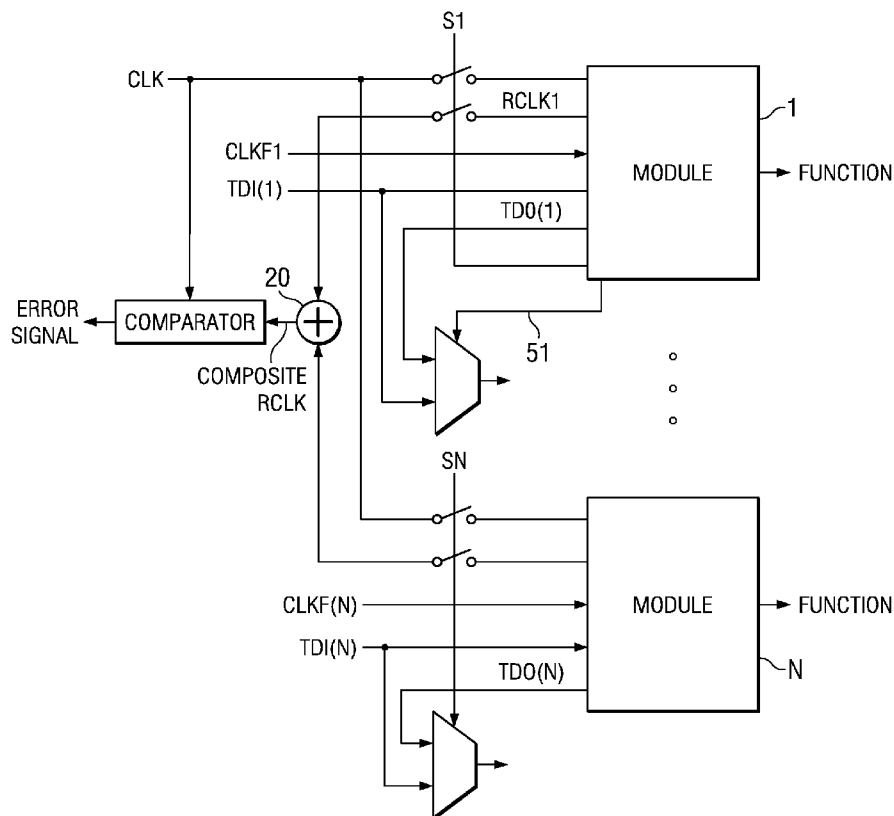 S1
CLK
RCLK1
1
CLKF1
MODULE
FUNCTION
TDI(1)
TD0(1)
20
ERROR
SIGNAL
COMPARATOR
51
COMPOSITE
RCLK
SN
CLKF(N)
MODULE
FUNCTION
TDI(N)
TDO(N)
N